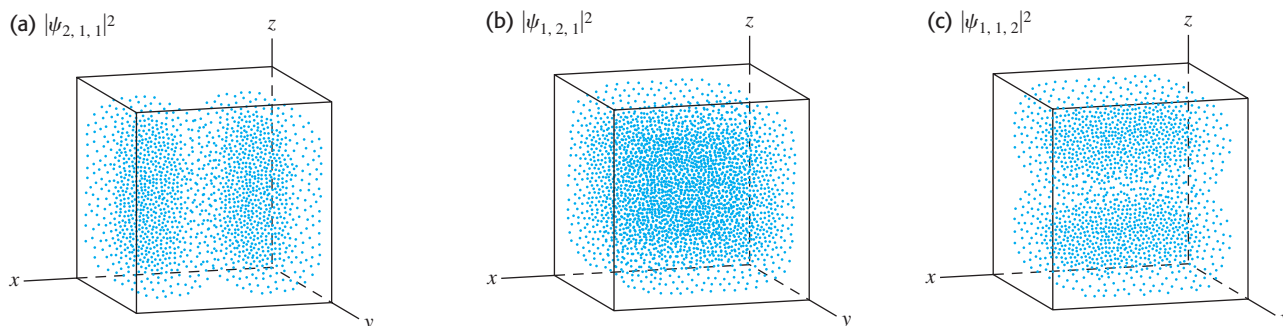 (a) |ψ2, 1, 1|²
z
x
y
(b) |ψ1, 2, 1|²
z
x
y
(c) |ψ1, 1, 2|²
z
x